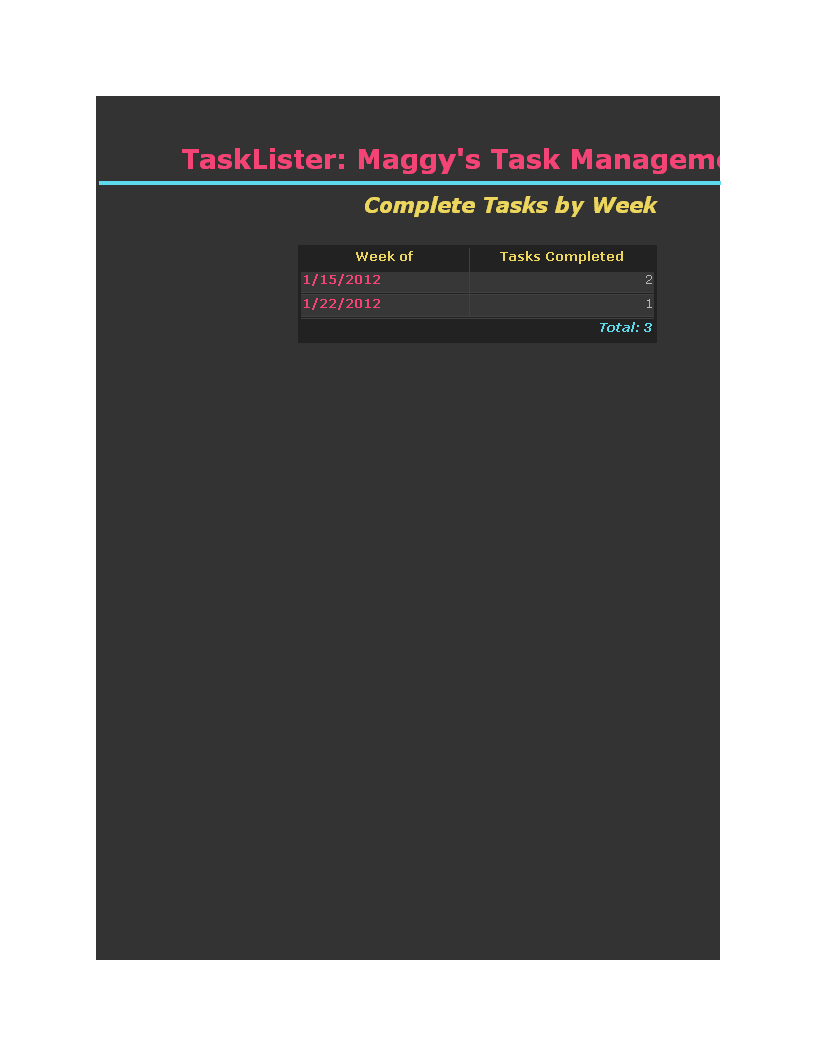 TaskLister: Maggy's Task Manageme
Complete Tasks by Week
Week of Tasks Completed
1/15/2012 2
1/22/2012 1
Total: 3